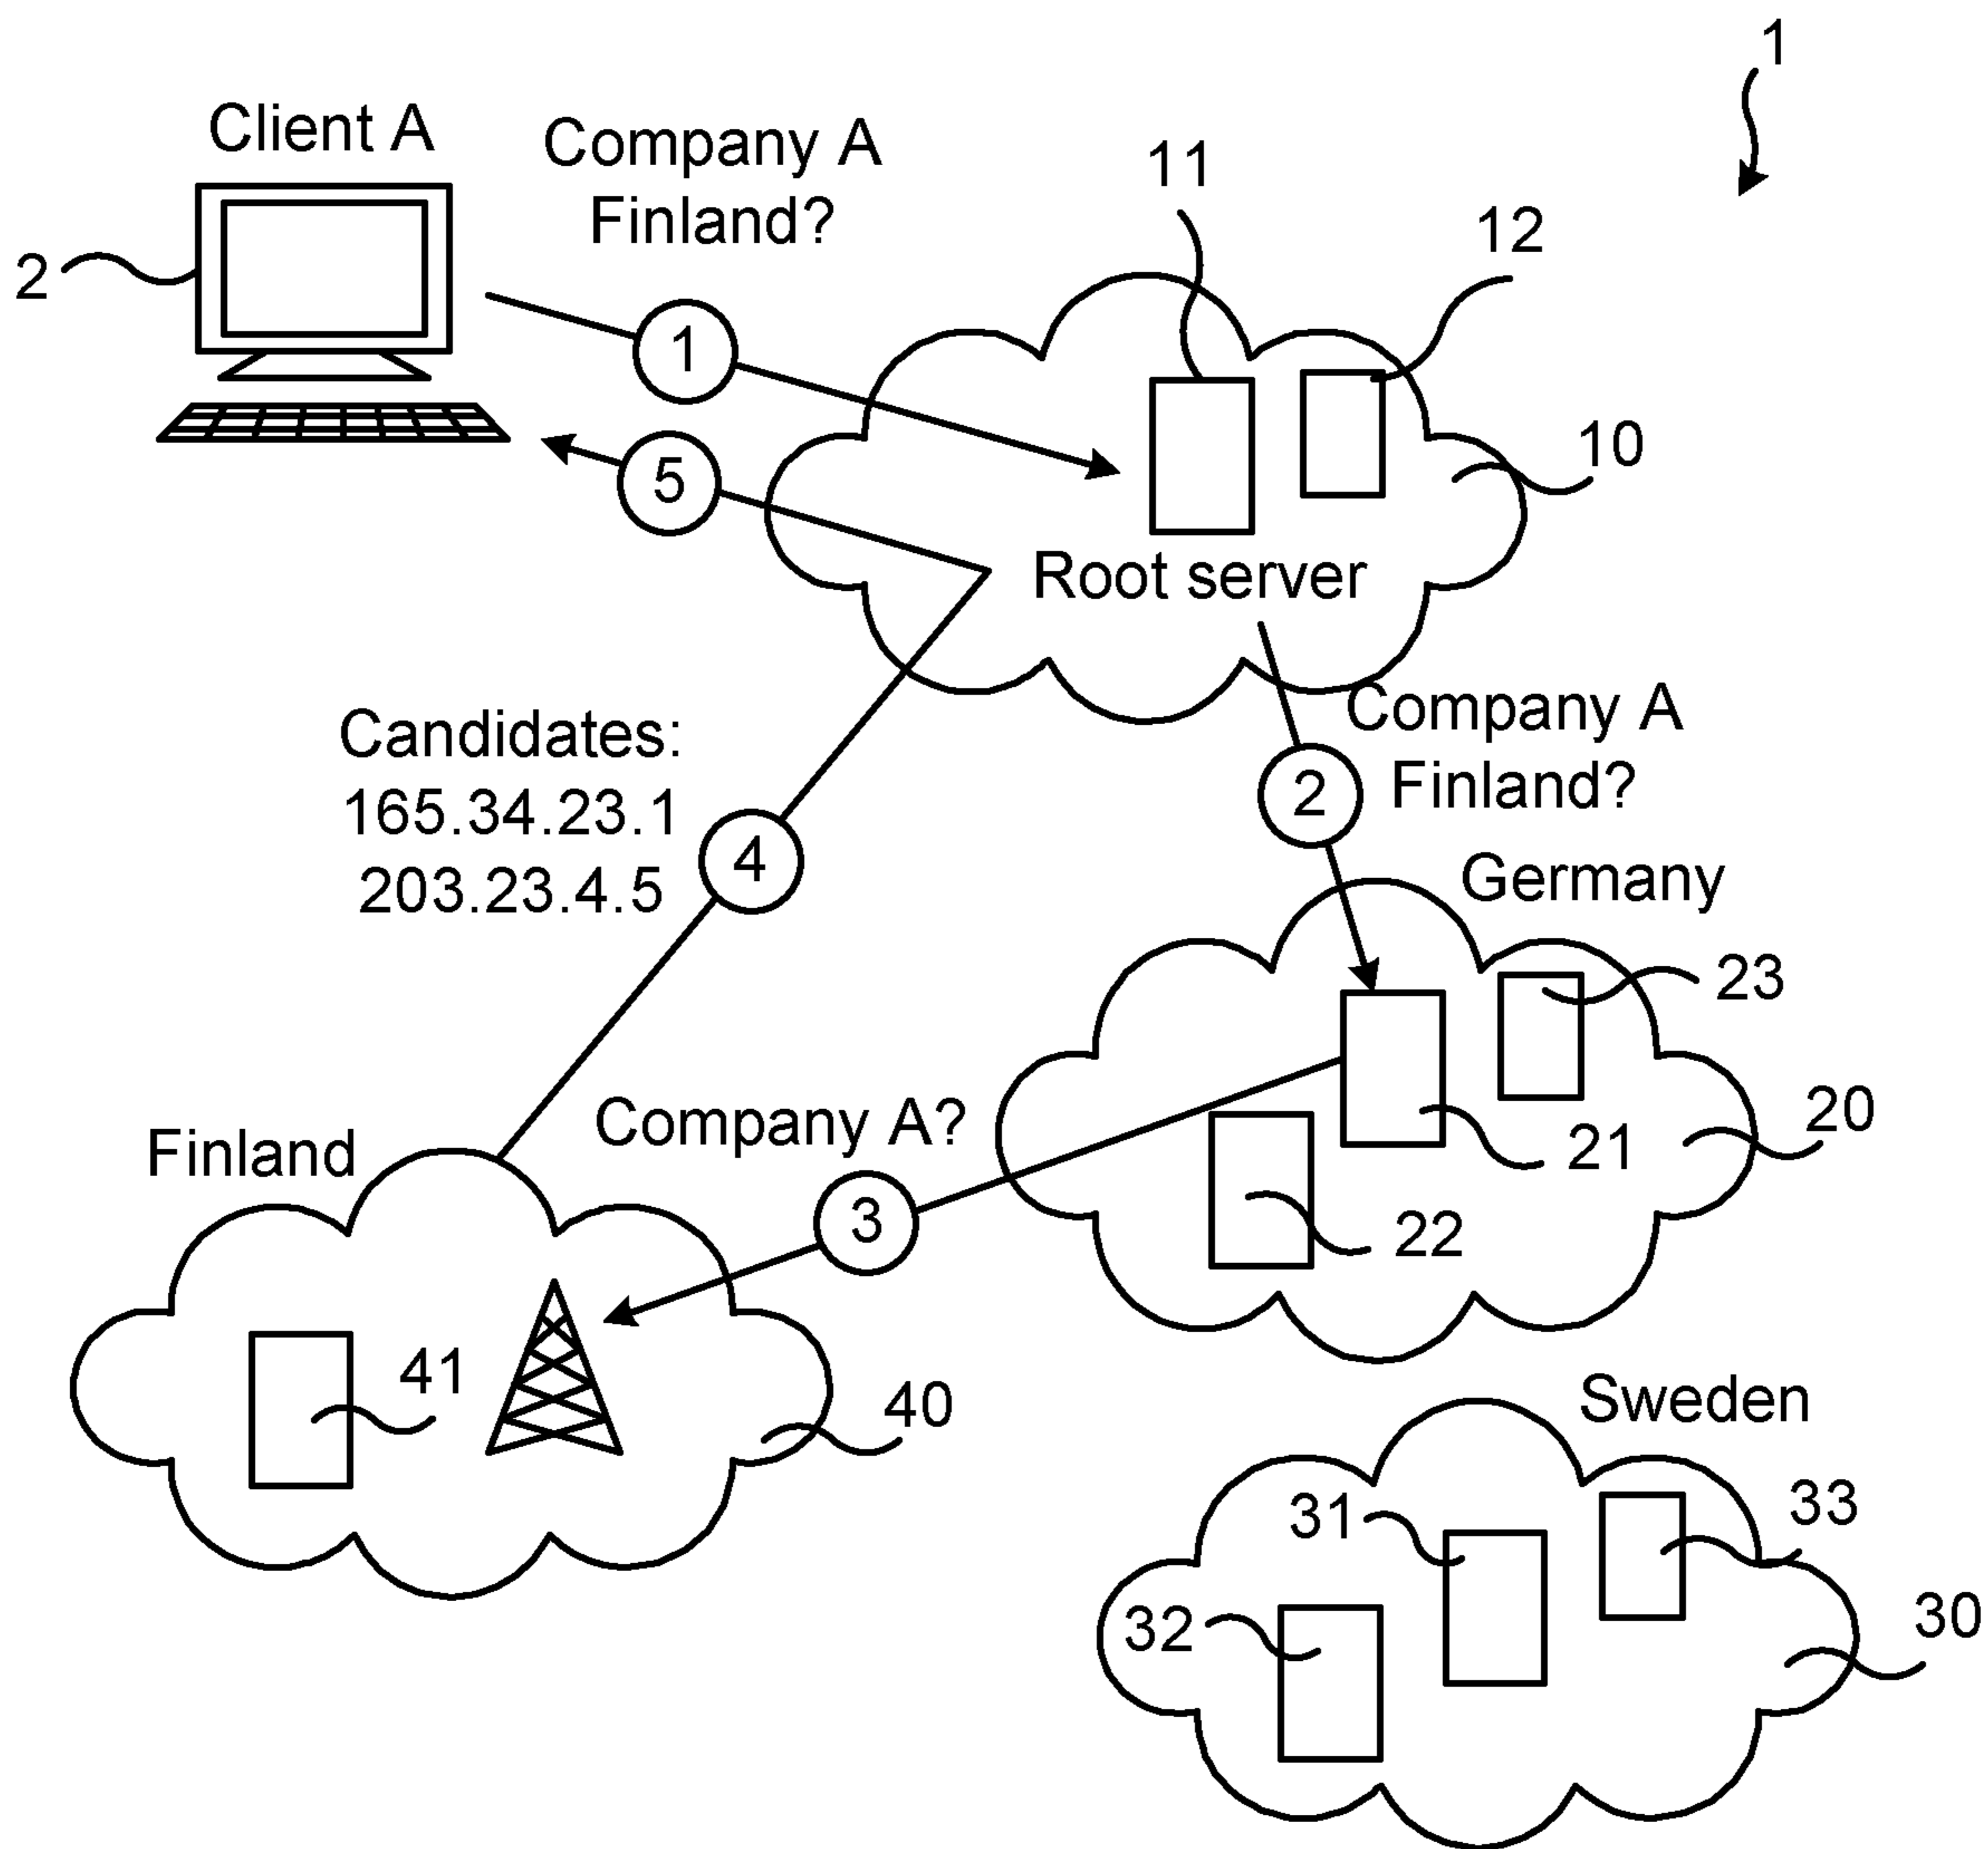 1
Client A
Company A
Finland?
11
12
2
1
10
5
Root server
Company A
Finland?
2
Candidates:
165.34.23.1
203.23.4.5
4
Germany
23
20
21
22
Company A?
3
Finland
41
40
Sweden
31
33
32
30